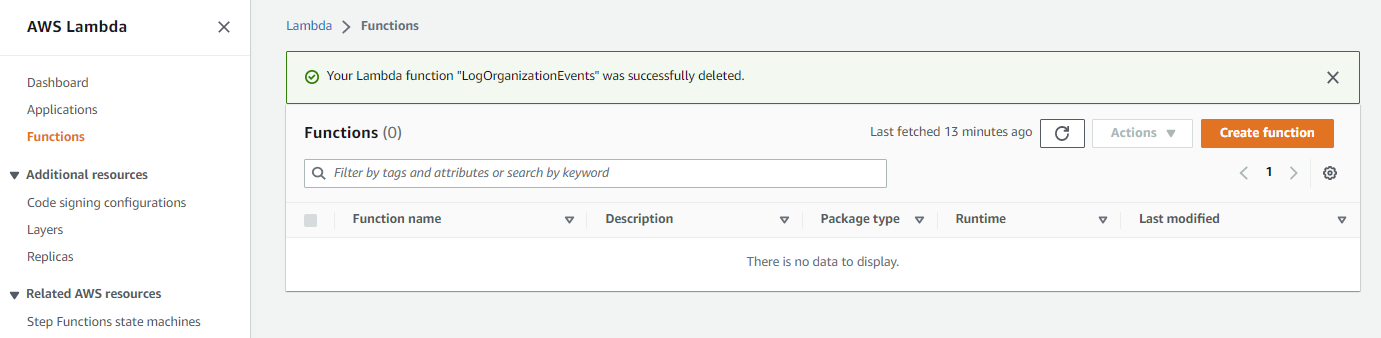 AWS Lambda
Dashboard
Applications
Functions
Additional resources
Code signing configurations
Layers
Replicas
Related AWS resources
Step Functions state machines
Lambda > Functions
Your Lambda function "LogOrganizationEvents" was successfully deleted.
Functions (0) Last fetched 13 minutes ago Actions Create function
Filter by tags and attributes or search by keyword 1
Function name Description Package type Runtime Last modified
There is no data to display.